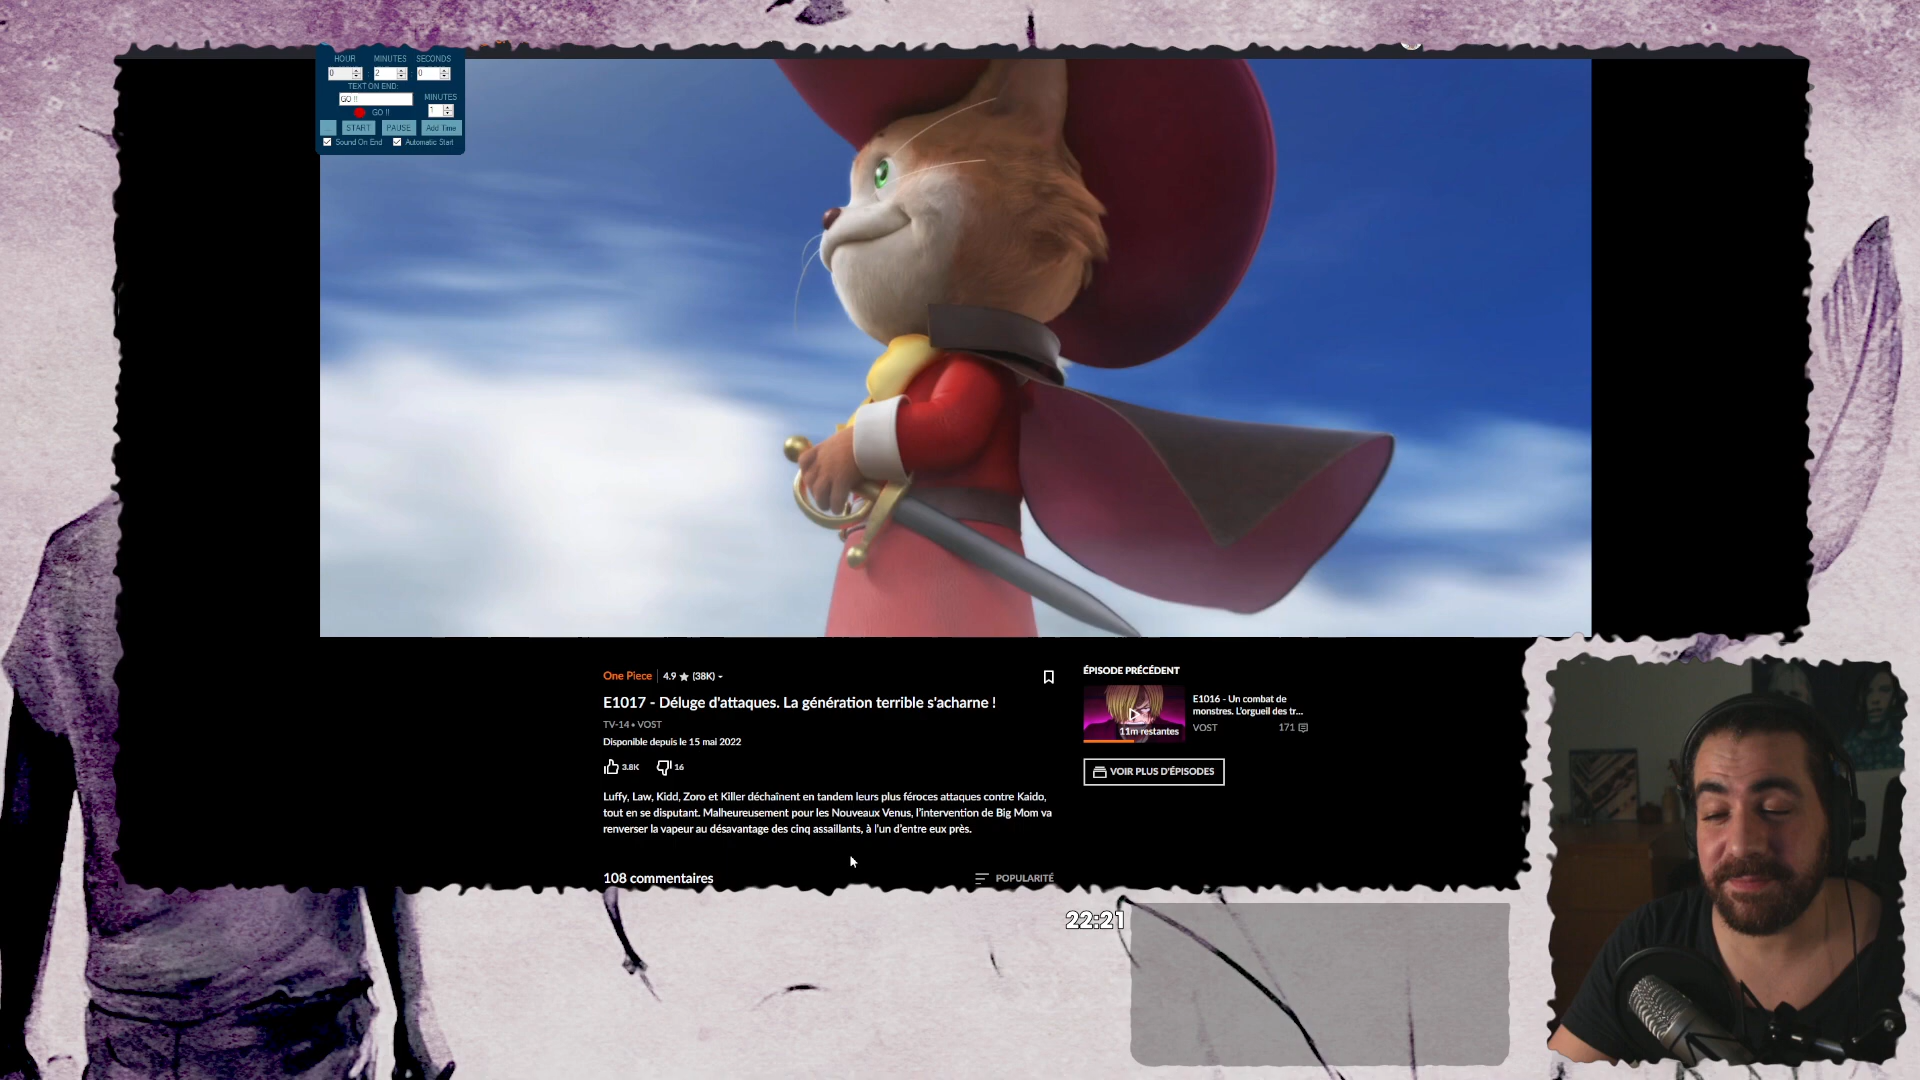 HOUR MINUTES SECONDS
0 : 2 : 0
TEXT ON END:
GO !!
MINUTES
1
GO !!
... START PAUSE Add Time
Sound On End Automatic Start
One Piece 4.9 ★ (38K)
E1017 - Déluge d'attaques. La génération terrible s'acharne !
TV-14 • VOST
Disponible depuis le 15 mai 2022
3.8K 16
Luffy, Law, Kidd, Zoro et Killer déchaînent en tandem leurs plus féroces attaques contre Kaido,
tout en se disputant. Malheureusement pour les Nouveaux Venus, l'intervention de Big Mom va
renverser la vapeur au désavantage des cinq assaillants, à l'un d'entre eux près.
108 commentaires POPULARITÉ
ÉPISODE PRÉCÉDENT
11m restantes
E1016 - Un combat de
monstres. L'orgueil des tr...
VOST 171
VOIR PLUS D'ÉPISODES
22:21